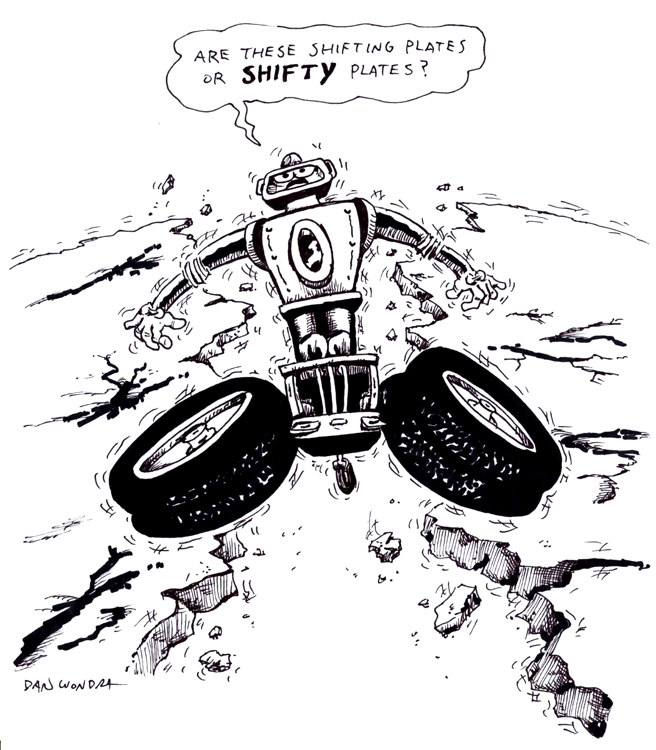 ARE THESE SHIFTING PLATES
OR SHIFTY PLATES?
DAN WONDRA